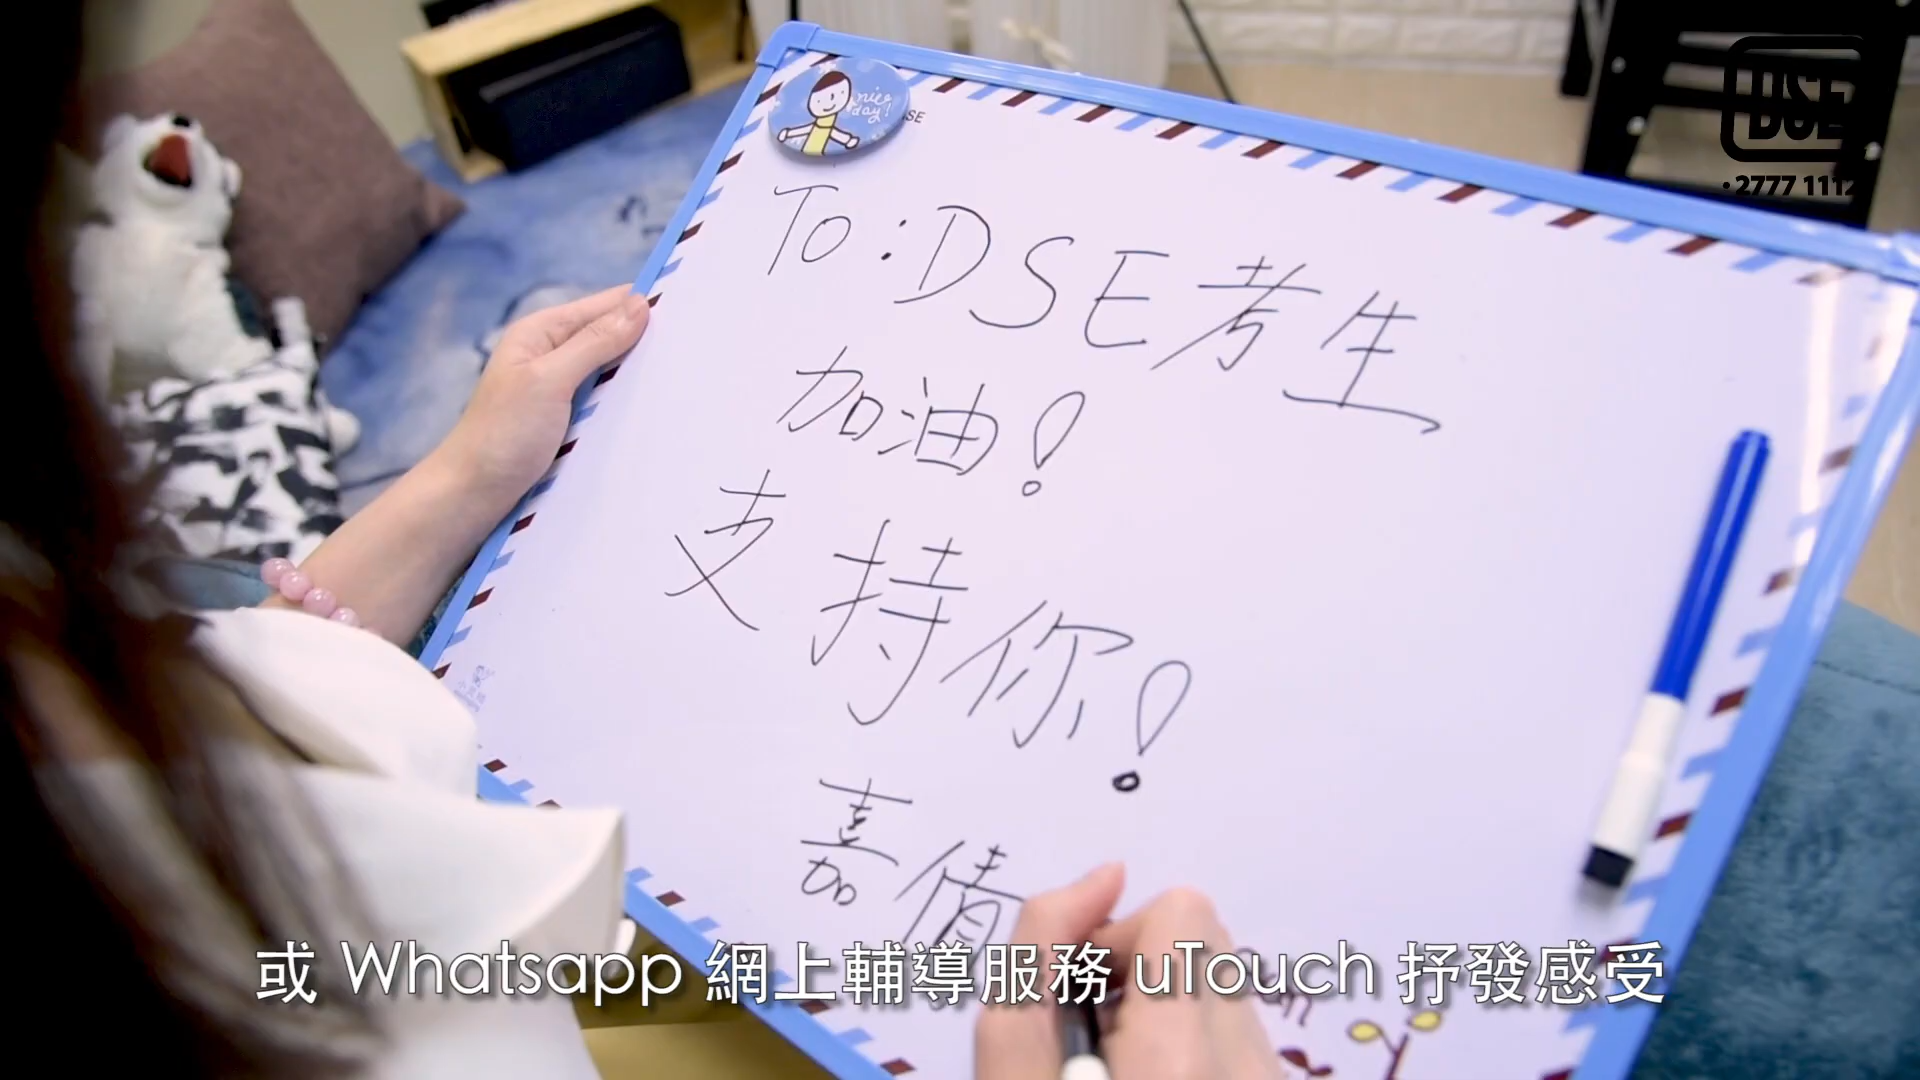 DSE
• 2777 1112
nice
day!
SE
To:DSE考生
加油!
支持你!
嘉倩
或 Whatsapp 網上輔導服務 uTouch 抒發感受